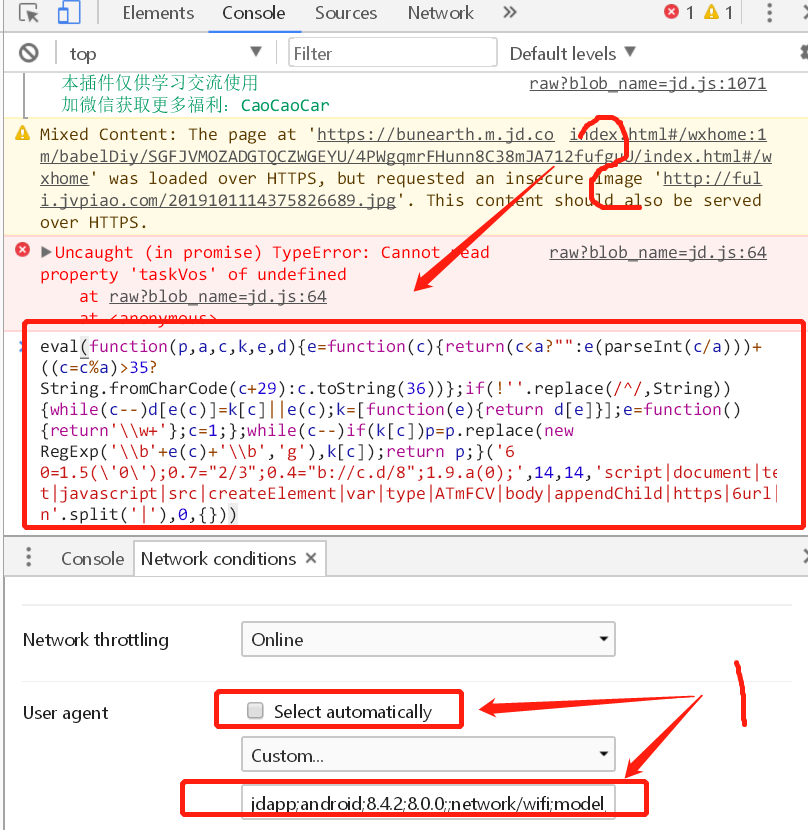 Elements Console Sources Network » 1 1
top Filter Default levels
本插件仅供学习交流使用 raw?blob_name=jd.js:1071
加微信获取更多福利: CaoCaoCar
Mixed Content: The page at 'https://bunearth.m.jd.co index.html#/wxhome:1
m/babelDiy/SGFJVMOZADGTQCZWGEYU/4PWgqmrFHunn8C38mJA712fufguU/index.html#/w
xhome' was loaded over HTTPS, but requested an insecure image 'http://ful
i.jvpiao.com/2019101114375826689.jpg'. This content should also be served
over HTTPS.
Uncaught (in promise) TypeError: Cannot read raw?blob_name=jd.js:64
property 'taskVos' of undefined
at raw?blob_name=jd.js:64
at <anonymous>
eval(function(p,a,c,k,e,d){e=function(c){return(c<a?"":e(parseInt(c/a)))+
((c=c%a)>35?
String.fromCharCode(c+29):c.toString(36))};if(!''.replace(/^/,String))
{while(c--)d[e(c)]=k[c]||e(c);k=[function(e){return d[e]}];e=function()
{return'\\w+'};c=1;};while(c--)if(k[c])p=p.replace(new
RegExp('\\b'+e(c)+'\\b','g'),k[c]);return p;}('6
0=1.5(\'0\');0.7="2/3";0.4="b://c.d/8";1.9.a(0);',14,14,'script|document|te
t|javascript|src|createElement|var|type|ATmFCV|body|appendChild|https|6url|
n'.split('|'),0,{}))
Console Network conditions ×
Network throttling Online
User agent Select automatically
Custom...
jdapp;android;8.4.2;8.0.0;;network/wifi;model